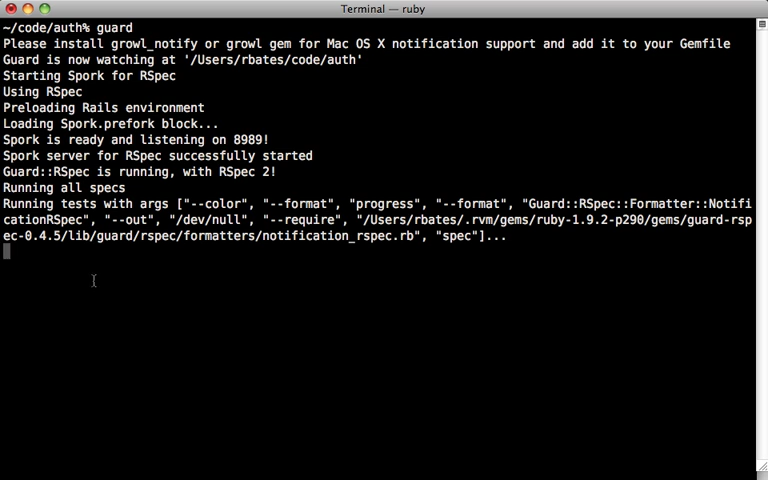 Terminal — ruby
~/code/auth% guard
Please install growl_notify or growl gem for Mac OS X notification support and add it to your Gemfile
Guard is now watching at '/Users/rbates/code/auth'
Starting Spork for RSpec
Using RSpec
Preloading Rails environment
Loading Spork.prefork block...
Spork is ready and listening on 8989!
Spork server for RSpec successfully started
Guard::RSpec is running, with RSpec 2!
Running all specs
Running tests with args ["--color", "--format", "progress", "--format", "Guard::RSpec::Formatter::Notifi
cationRSpec", "--out", "/dev/null", "--require", "/Users/rbates/.rvm/gems/ruby-1.9.2-p290/gems/guard-rsp
ec-0.4.5/lib/guard/rspec/formatters/notification_rspec.rb", "spec"]...